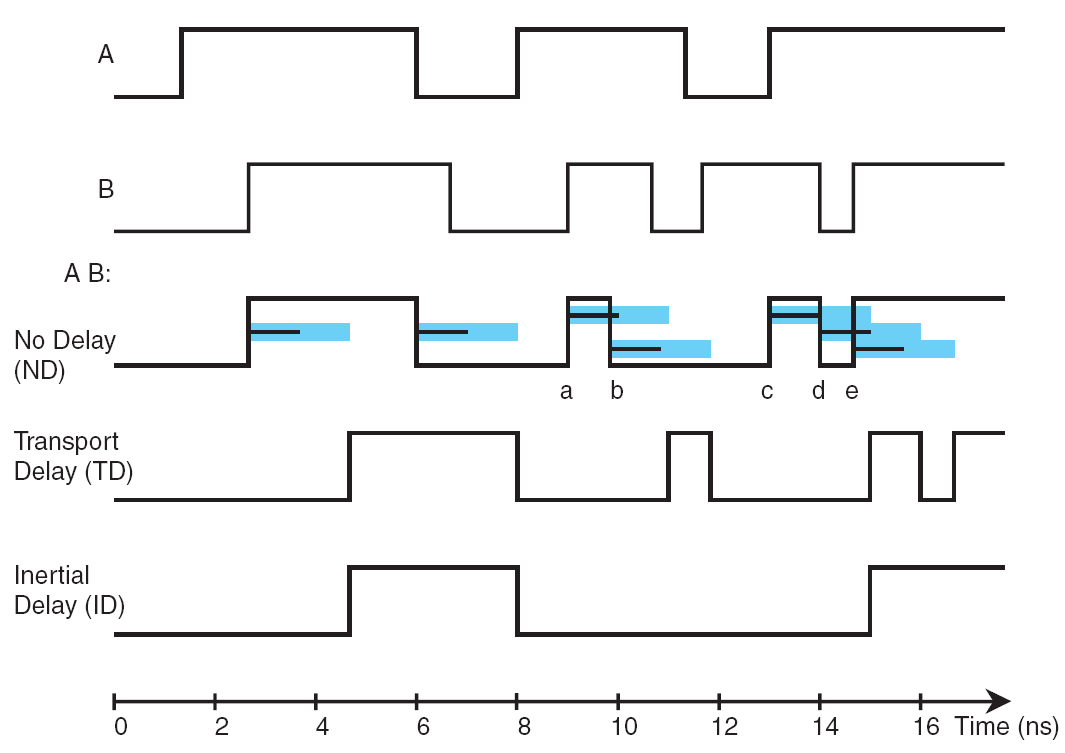 A
B
A B:
No Delay
(ND)
a b c d e
Transport
Delay (TD)
Inertial
Delay (ID)
0 2 4 6 8 10 12 14 16 Time (ns)